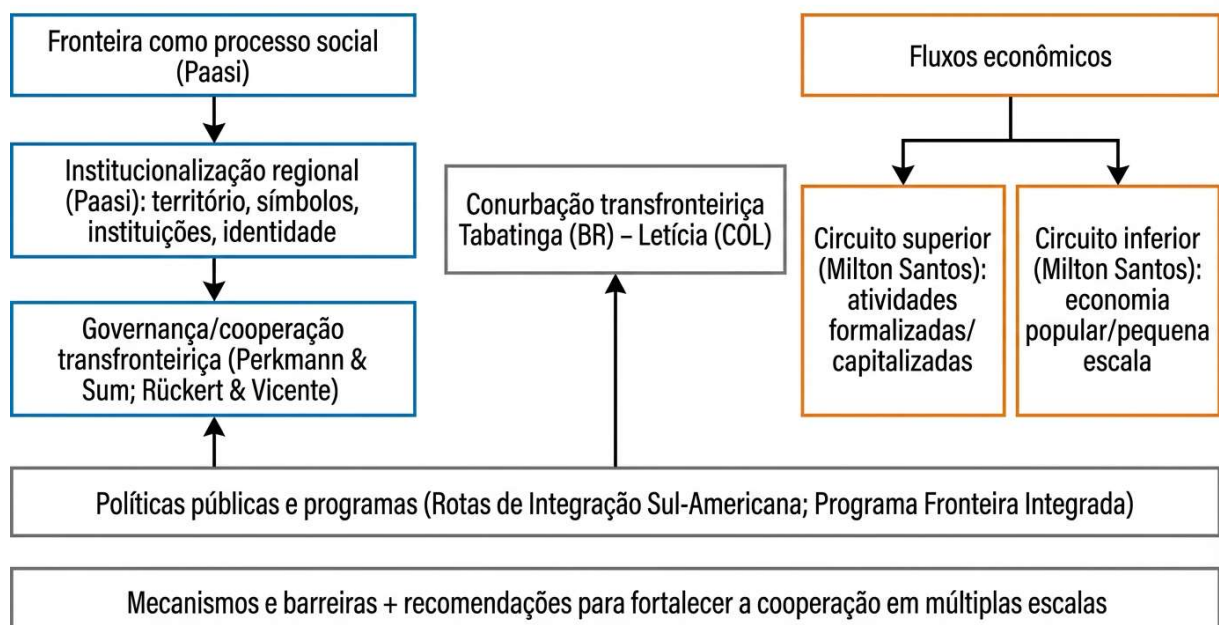 Fronteira como processo social
(Paasi)
Institucionalização regional
(Paasi): território, símbolos,
instituições, identidade
Governança/cooperação
transfronteiriça (Perkmann &
Sum; Rückert & Vicente)
Conurbação transfronteiriça
Tabatinga (BR) – Letícia (COL)
Fluxos econômicos
Circuito superior
(Milton Santos):
atividades
formalizadas/
capitalizadas
Circuito inferior
(Milton Santos):
economia
popular/pequena
escala
Políticas públicas e programas (Rotas de Integração Sul-Americana; Programa Fronteira Integrada)
Mecanismos e barreiras + recomendações para fortalecer a cooperação em múltiplas escalas